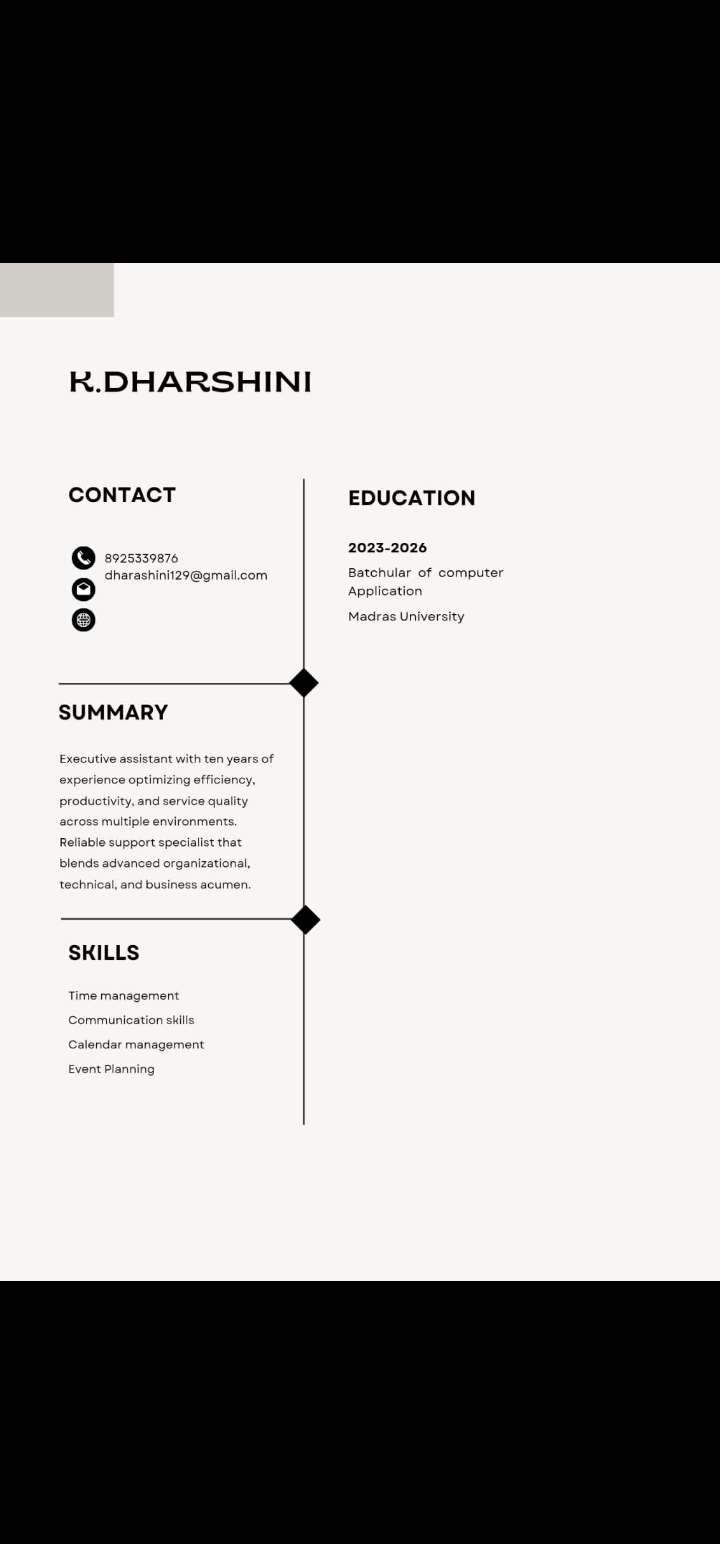 K.DHARSHINI
CONTACT
8925339876
dharashini129@gmail.com
SUMMARY
Executive assistant with ten years of
experience optimizing efficiency,
productivity, and service quality
across multiple environments.
Reliable support specialist that
blends advanced organizational,
technical, and business acumen.
SKILLS
Time management
Communication skills
Calendar management
Event Planning
EDUCATION
2023-2026
Batchular of computer
Application
Madras University